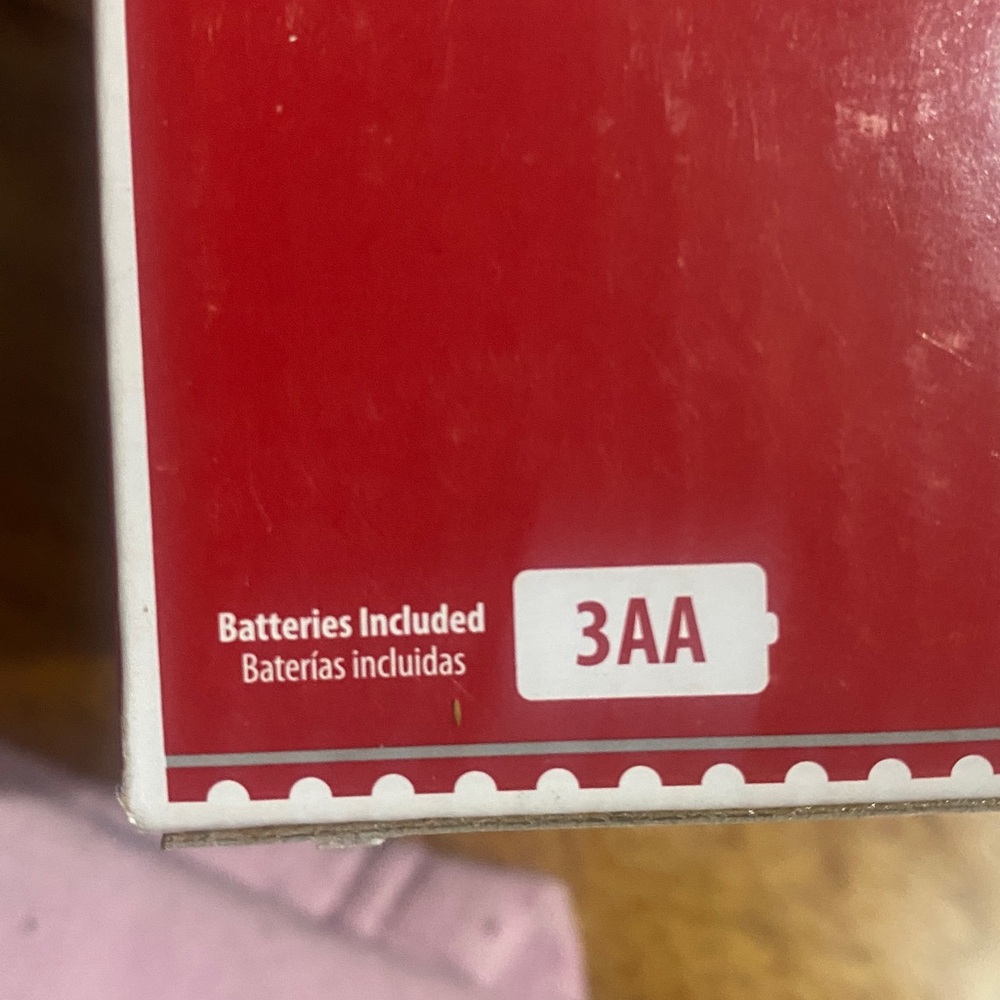 Batteries Included
Baterías incluidas
3AA